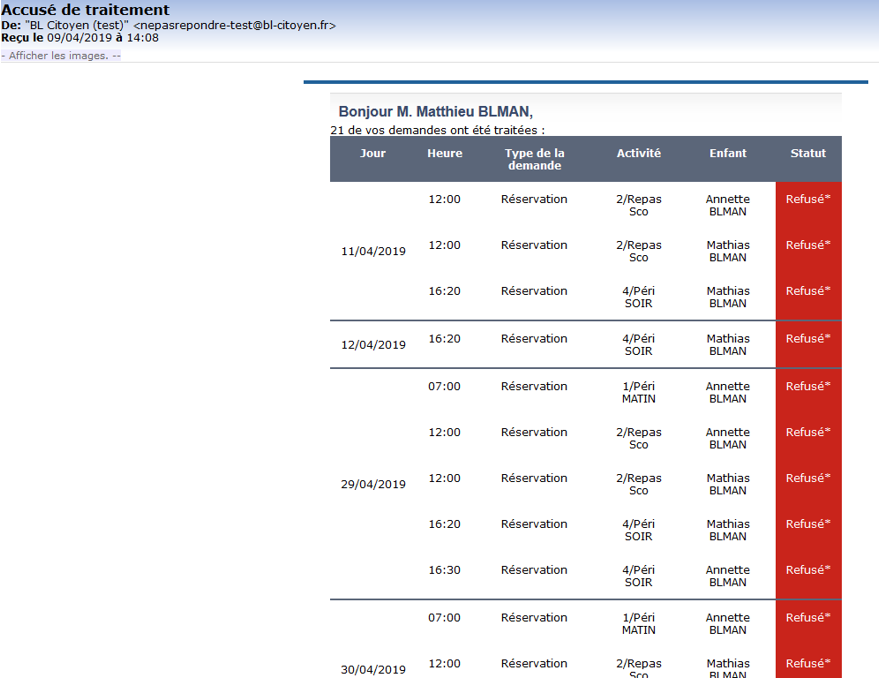 Accusé de traitement
De: "BL Citoyen (test)" <nepasrepondre-test@bl-citoyen.fr>
Reçu le 09/04/2019 à 14:08
- Afficher les images. --
Bonjour M. Matthieu BLMAN,
21 de vos demandes ont été traitées :
Jour Heure Type de la demande Activité Enfant Statut
11/04/2019
12:00 Réservation 2/Repas Sco Annette BLMAN Refusé*
12:00 Réservation 2/Repas Sco Mathias BLMAN Refusé*
16:20 Réservation 4/Péri SOIR Mathias BLMAN Refusé*
12/04/2019
16:20 Réservation 4/Péri SOIR Mathias BLMAN Refusé*
29/04/2019
07:00 Réservation 1/Péri MATIN Annette BLMAN Refusé*
12:00 Réservation 2/Repas Sco Annette BLMAN Refusé*
12:00 Réservation 2/Repas Sco Mathias BLMAN Refusé*
16:20 Réservation 4/Péri SOIR Mathias BLMAN Refusé*
16:30 Réservation 4/Péri SOIR Annette BLMAN Refusé*
30/04/2019
07:00 Réservation 1/Péri MATIN Annette BLMAN Refusé*
12:00 Réservation 2/Repas Sco Mathias BLMAN Refusé*